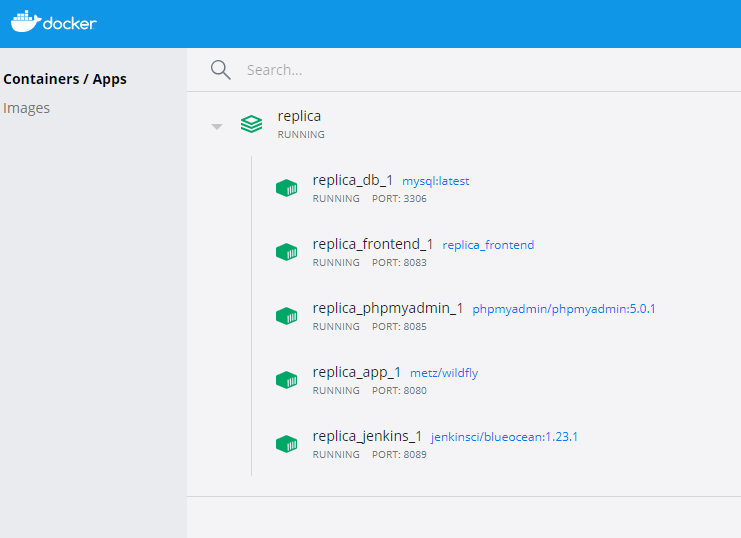 docker
Containers / Apps
Images
Search...
replica
RUNNING
replica_db_1 mysql:latest
RUNNING PORT: 3306
replica_frontend_1 replica_frontend
RUNNING PORT: 8083
replica_phpmyadmin_1 phpmyadmin/phpmyadmin:5.0.1
RUNNING PORT: 8085
replica_app_1 metz/wildfly
RUNNING PORT: 8080
replica_jenkins_1 jenkinsci/blueocean:1.23.1
RUNNING PORT: 8089